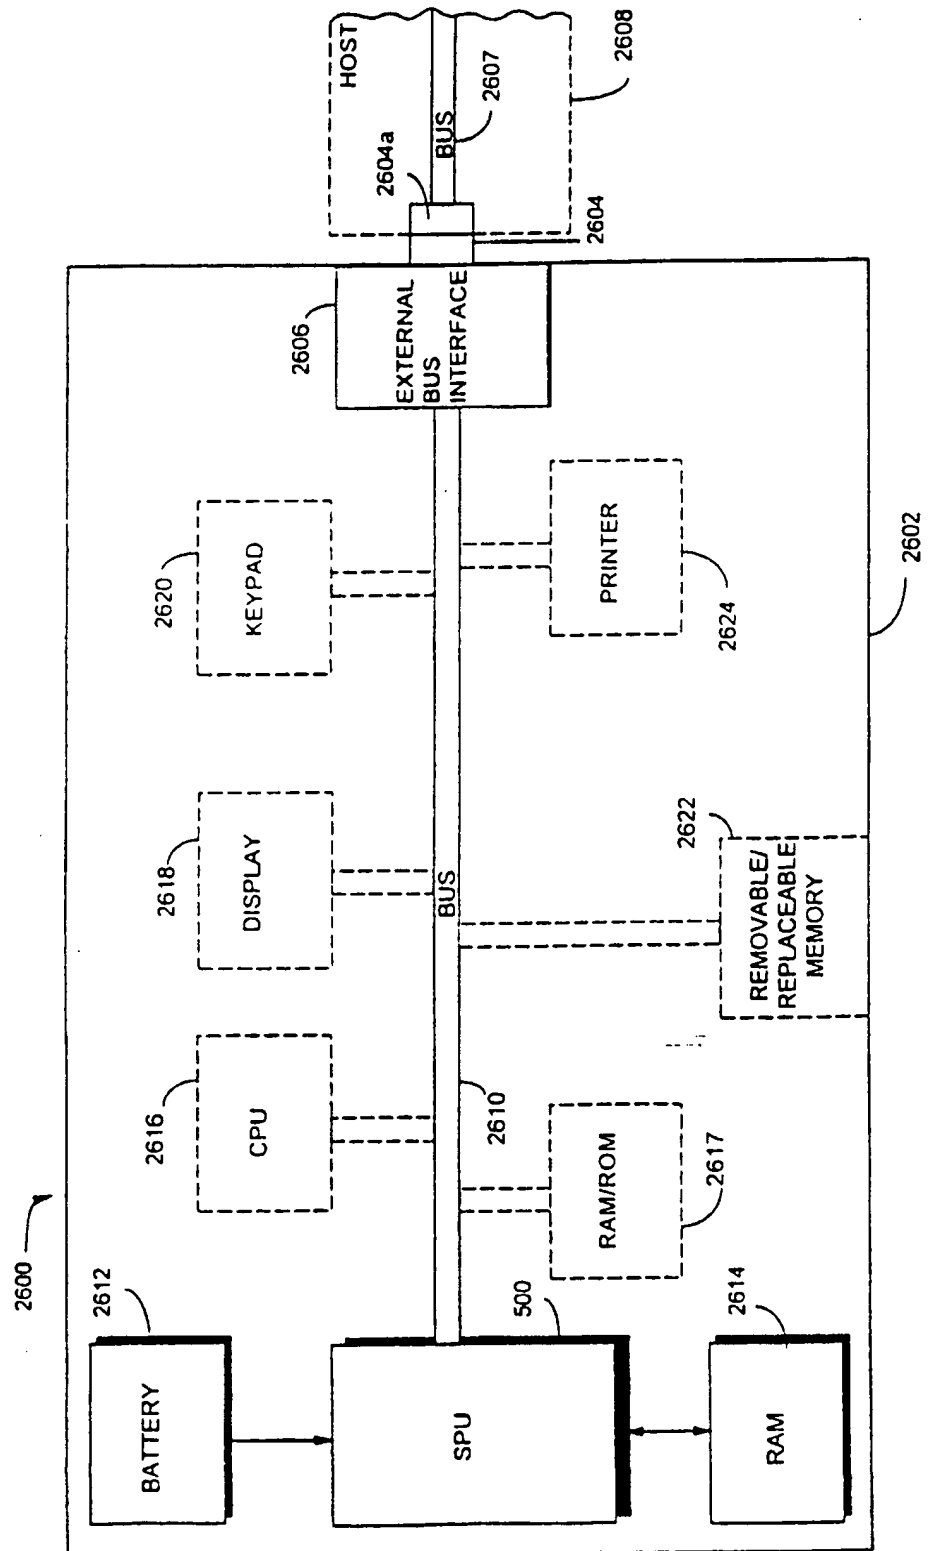 2600
BATTERY
2612
SPU
500
RAM
2614
CPU
2616
DISPLAY
2618
KEYPAD
2620
BUS
2610
RAM/ROM
2617
REMOVABLE/
REPLACEABLE
MEMORY
2622
PRINTER
2624
EXTERNAL
BUS
INTERFACE
2606
2602
HOST
BUS
2607
2604a
2604
2608